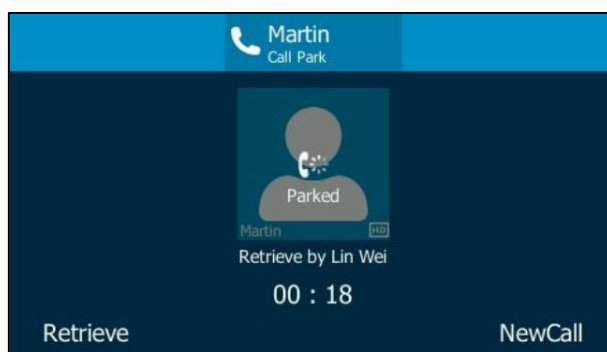 Martin
Call Park
Parked
Martin
HD
Retrieve by Lin Wei
00 : 18
Retrieve
NewCall